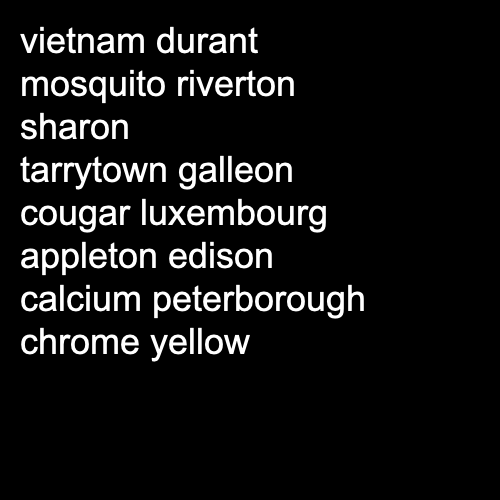 vietnam durant
mosquito riverton
sharon
tarrytown galleon
cougar luxembourg
appleton edison
calcium peterborough
chrome yellow